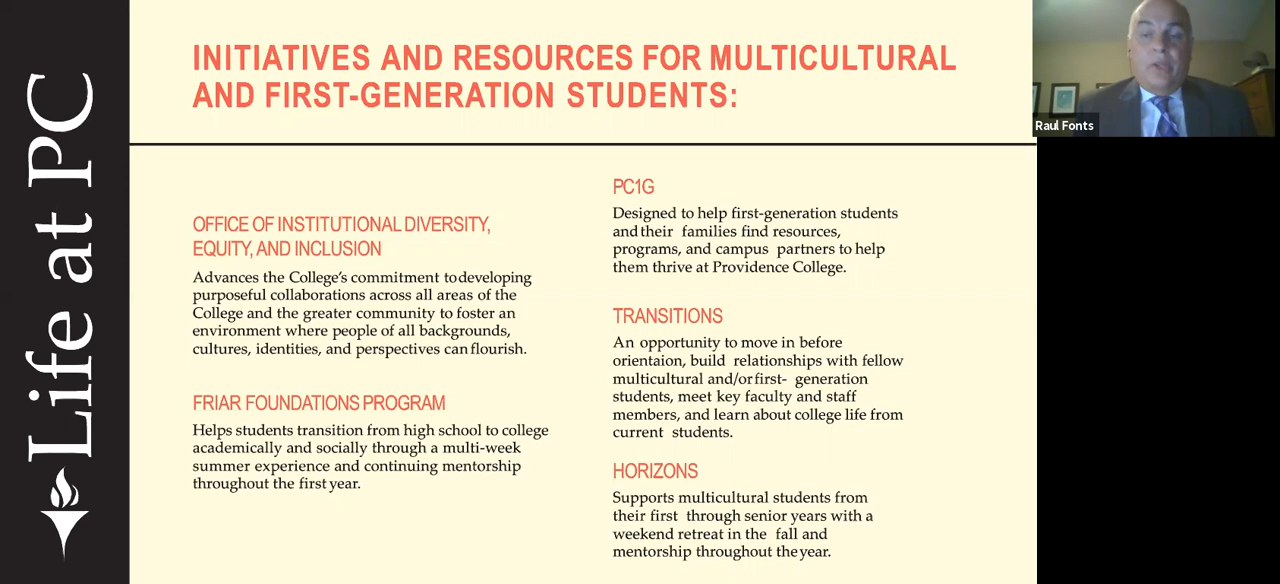 Life at PC
INITIATIVES AND RESOURCES FOR MULTICULTURAL
AND FIRST-GENERATION STUDENTS:
OFFICE OF INSTITUTIONAL DIVERSITY,
EQUITY, AND INCLUSION
Advances the College's commitment to developing
purposeful collaborations across all areas of the
College and the greater community to foster an
environment where people of all backgrounds,
cultures, identities, and perspectives can flourish.
FRIAR FOUNDATIONS PROGRAM
Helps students transition from high school to college
academically and socially through a multi-week
summer experience and continuing mentorship
throughout the first year.
PC1G
Designed to help first-generation students
and their families find resources,
programs, and campus partners to help
them thrive at Providence College.
TRANSITIONS
An opportunity to move in before
orientaion, build relationships with fellow
multicultural and/or first- generation
students, meet key faculty and staff
members, and learn about college life from
current students.
HORIZONS
Supports multicultural students from
their first through senior years with a
weekend retreat in the fall and
mentorship throughout the year.
Raul Fonts